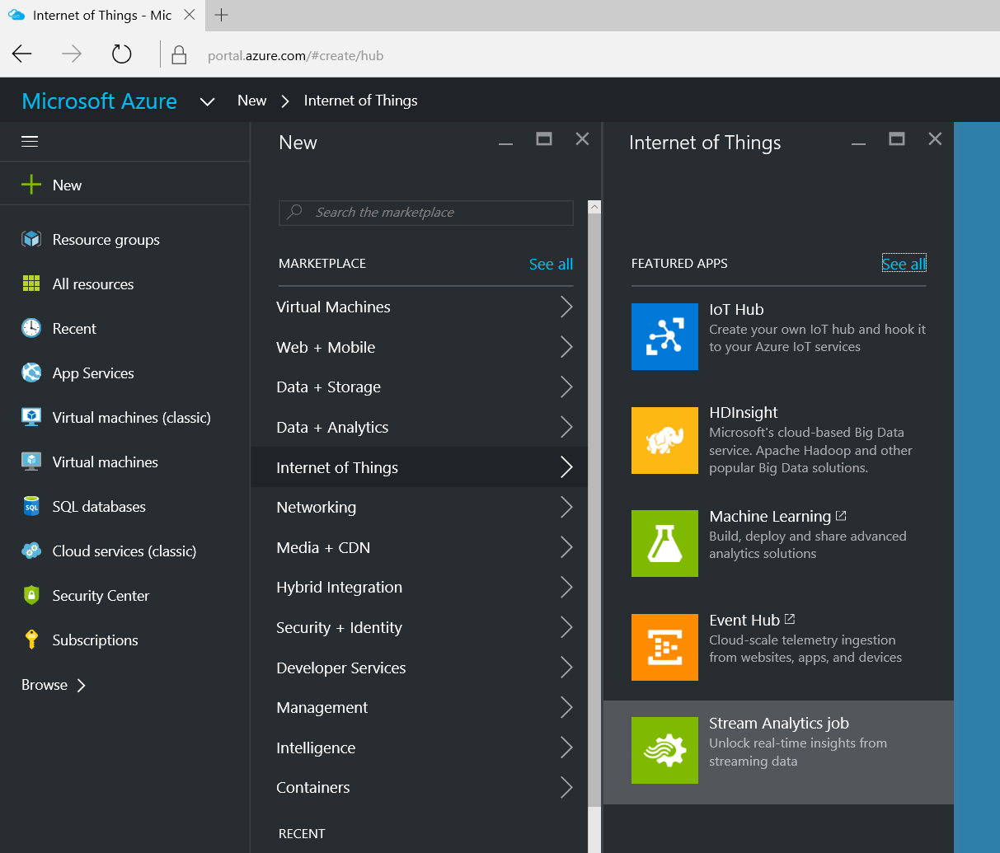 Internet of Things - Mic
portal.azure.com/#create/hub
Microsoft Azure
New
Internet of Things
New
Resource groups
All resources
Recent
App Services
Virtual machines (classic)
Virtual machines
SQL
SQL databases
Cloud services (classic)
Security Center
Subscriptions
Browse
New
Search the marketplace
MARKETPLACE
See all
Virtual Machines
Web + Mobile
Data + Storage
Data + Analytics
Internet of Things
Networking
Media + CDN
Hybrid Integration
Security + Identity
Developer Services
Management
Intelligence
Containers
RECENT
Internet of Things
FEATURED APPS
See all
IoT Hub
Create your own IoT hub and hook it
to your Azure IoT services
HDInsight
Microsoft's cloud-based Big Data
service. Apache Hadoop and other
popular Big Data solutions.
Machine Learning
Build, deploy and share advanced
analytics solutions
Event Hub
Cloud-scale telemetry ingestion
from websites, apps, and devices
Stream Analytics job
Unlock real-time insights from
streaming data